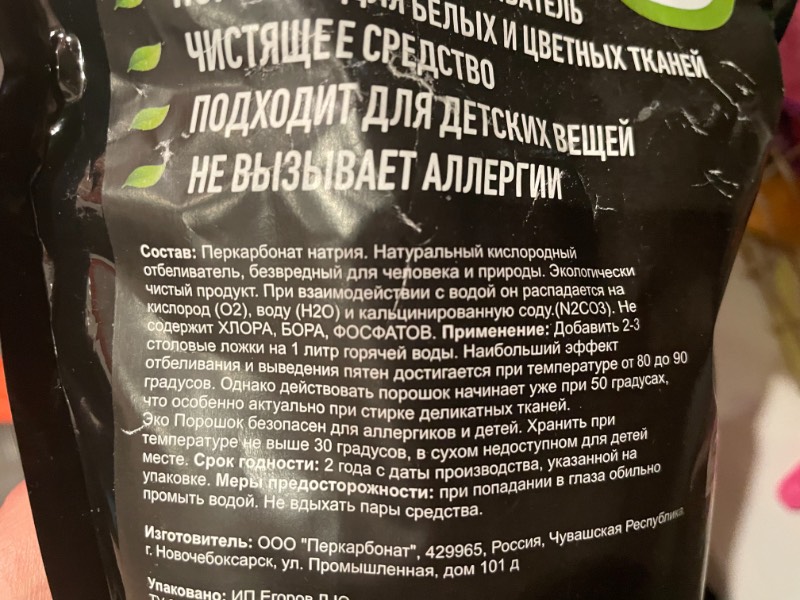 ДЛЯ БЕЛЫХ И ЦВЕТНЫХ ТКАНЕЙ
ЧИСТЯЩЕЕ СРЕДСТВО
ПОДХОДИТ ДЛЯ ДЕТСКИХ ВЕЩЕЙ
НЕ ВЫЗЫВАЕТ АЛЛЕРГИИ
Состав: Перкарбонат натрия. Натуральный кислородный
отбеливатель, безвредный для человека и природы. Экологически
чистый продукт. При взаимодействии с водой он распадается на
кислород (O2), воду (H2O) и кальцинированную соду.(N2CO3). Не
содержит ХЛОРА, БОРА, ФОСФАТОВ. Применение: Добавить 2-3
столовые ложки на 1 литр горячей воды. Наибольший эффект
отбеливания и выведения пятен достигается при температуре от 80 до 90
градусов. Однако действовать порошок начинает уже при 50 градусах,
что особенно актуально при стирке деликатных тканей.
Эко Порошок безопасен для аллергиков и детей. Хранить при
температуре не выше 30 градусов, в сухом недоступном для детей
месте. Срок годности: 2 года с даты производства, указанной на
упаковке. Меры предосторожности: при попадании в глаза обильно
промыть водой. Не вдыхать пары средства.
Изготовитель: ООО "Перкарбонат", 429965, Россия, Чувашская Республика
г. Новочебоксарск, ул. Промышленная, дом 101 д
Упаковано: ИП Егоров